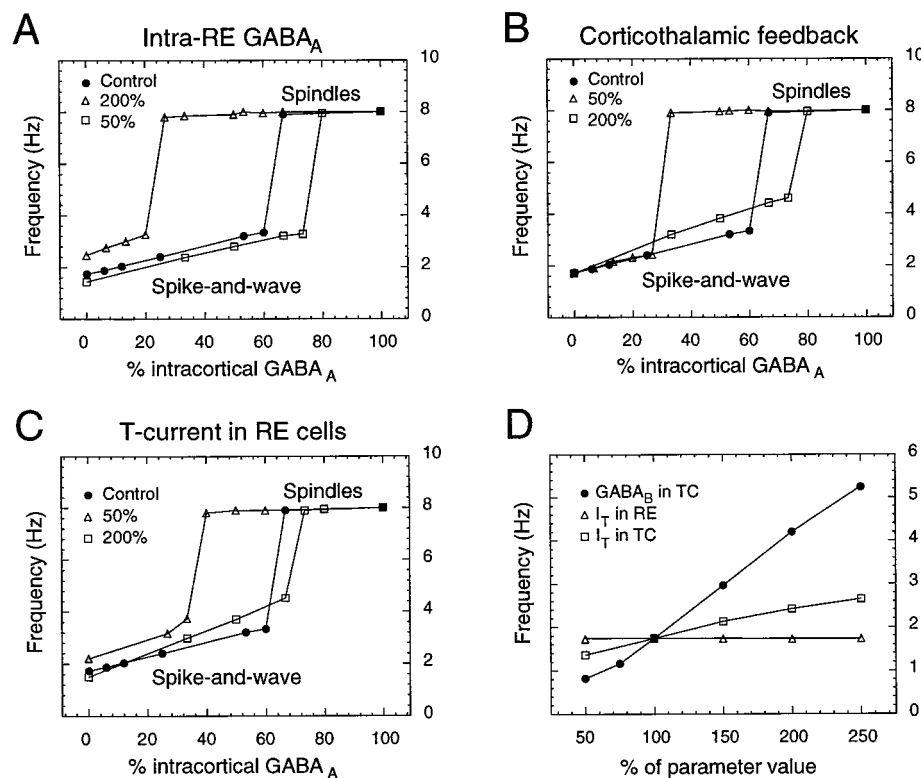 A
Intra-RE GABA_A
Control
200%
50%
Spindles
Spike-and-wave
Frequency (Hz)
8
6
4
2
0
0 20 40 60 80 100
% intracortical GABA_A
B
Corticothalamic feedback
Control
50%
200%
Spindles
Spike-and-wave
Frequency (Hz)
8
6
4
2
0
0 20 40 60 80 100
% intracortical GABA_A
C
T-current in RE cells
Control
50%
200%
Spindles
Spike-and-wave
Frequency (Hz)
10
8
6
4
2
0
0 20 40 60 80 100
% intracortical GABA_A
D
GABA_B in TC
I_T in RE
I_T in TC
Frequency (Hz)
6
5
4
3
2
1
0
50 100 150 200 250
% of parameter value